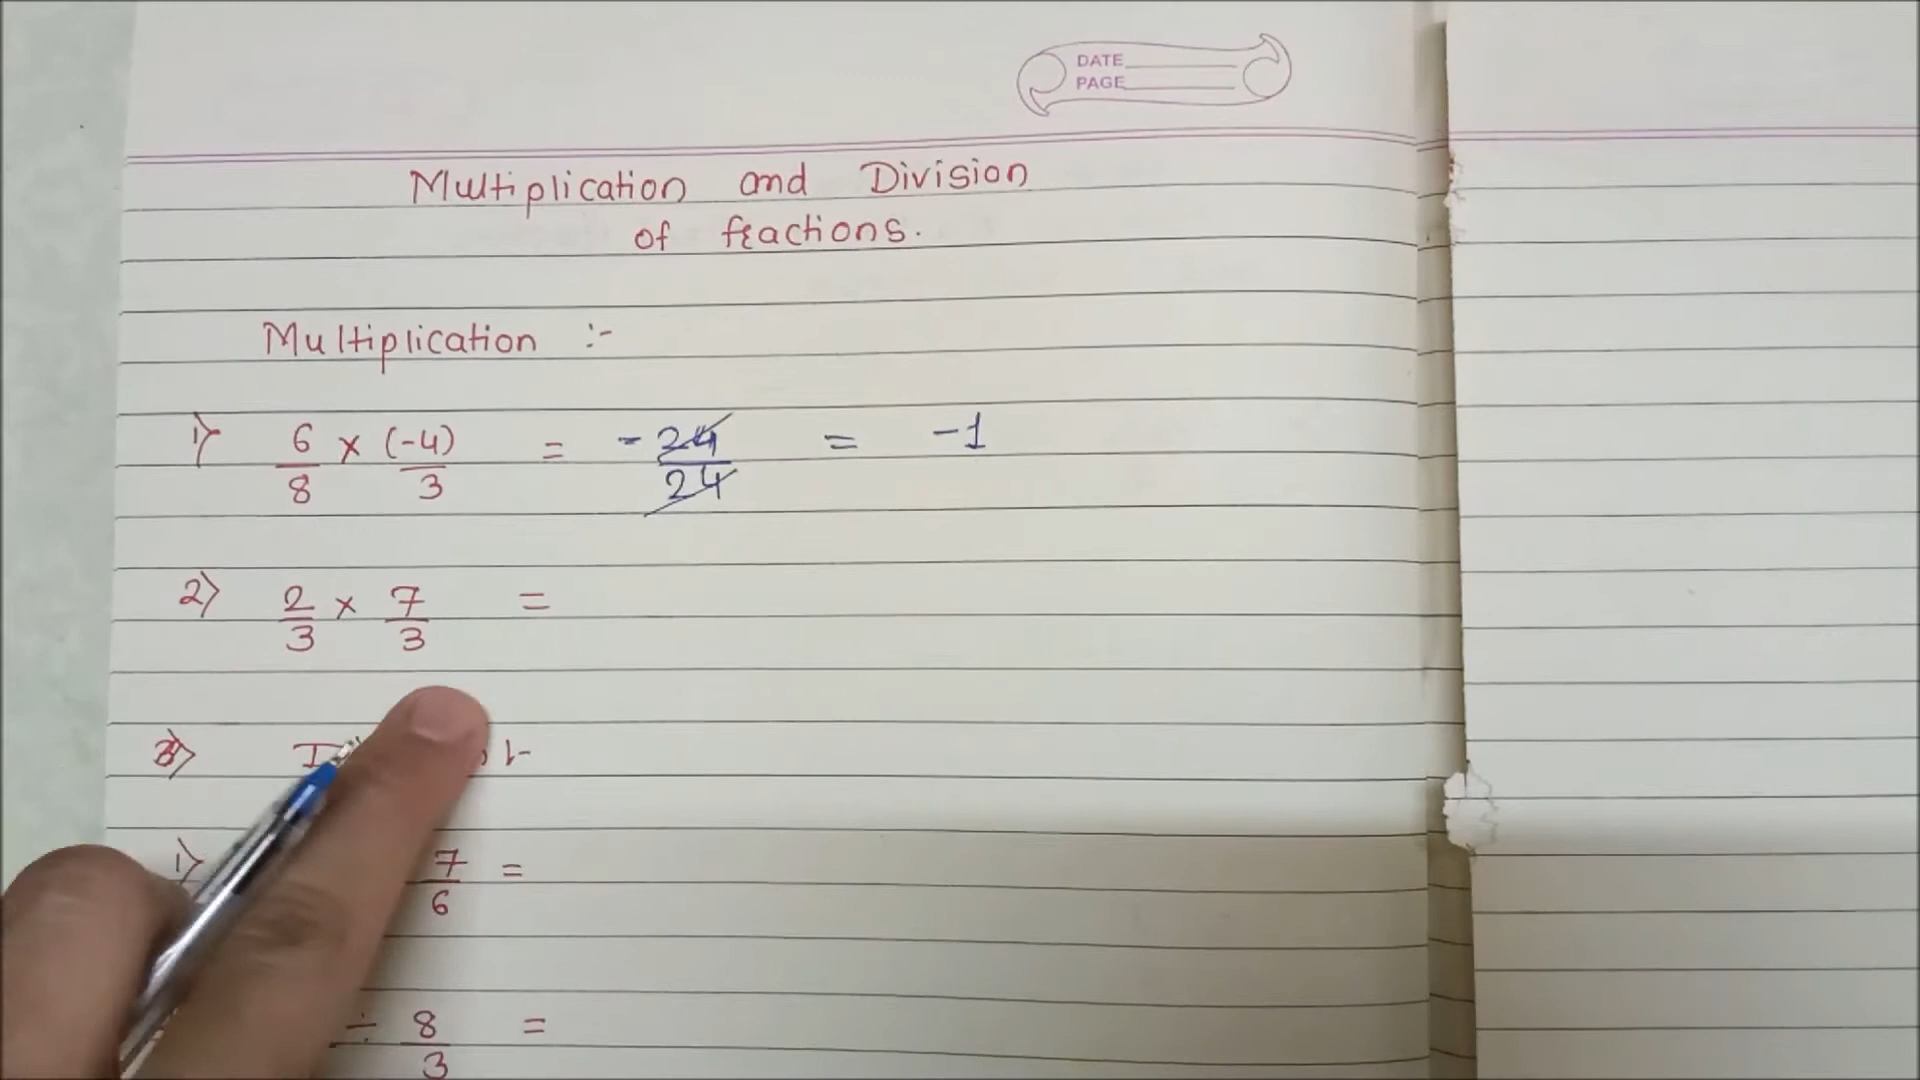 DATE
PAGE
Multiplication and Division
of fractions.
Multiplication :-
1) 6/8 × (-4)/3 = -24/24 = -1
2) 2/3 × 7/3 =
1) 7/6 =
÷ 8/3 =